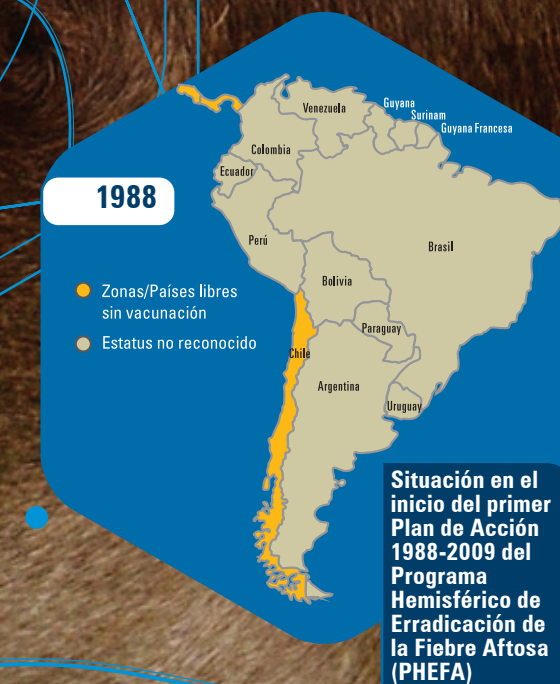 1988
Zonas/Países libres
sin vacunación
Estatus no reconocido
Venezuela
Guyana
Surinam
Guyana Francesa
Colombia
Ecuador
Perú
Brasil
Bolivia
Paraguay
Chile
Argentina
Uruguay
Situación en el
inicio del primer
Plan de Acción
1988-2009 del
Programa
Hemisférico de
Erradicación de
la Fiebre Aftosa
(PHEFA)